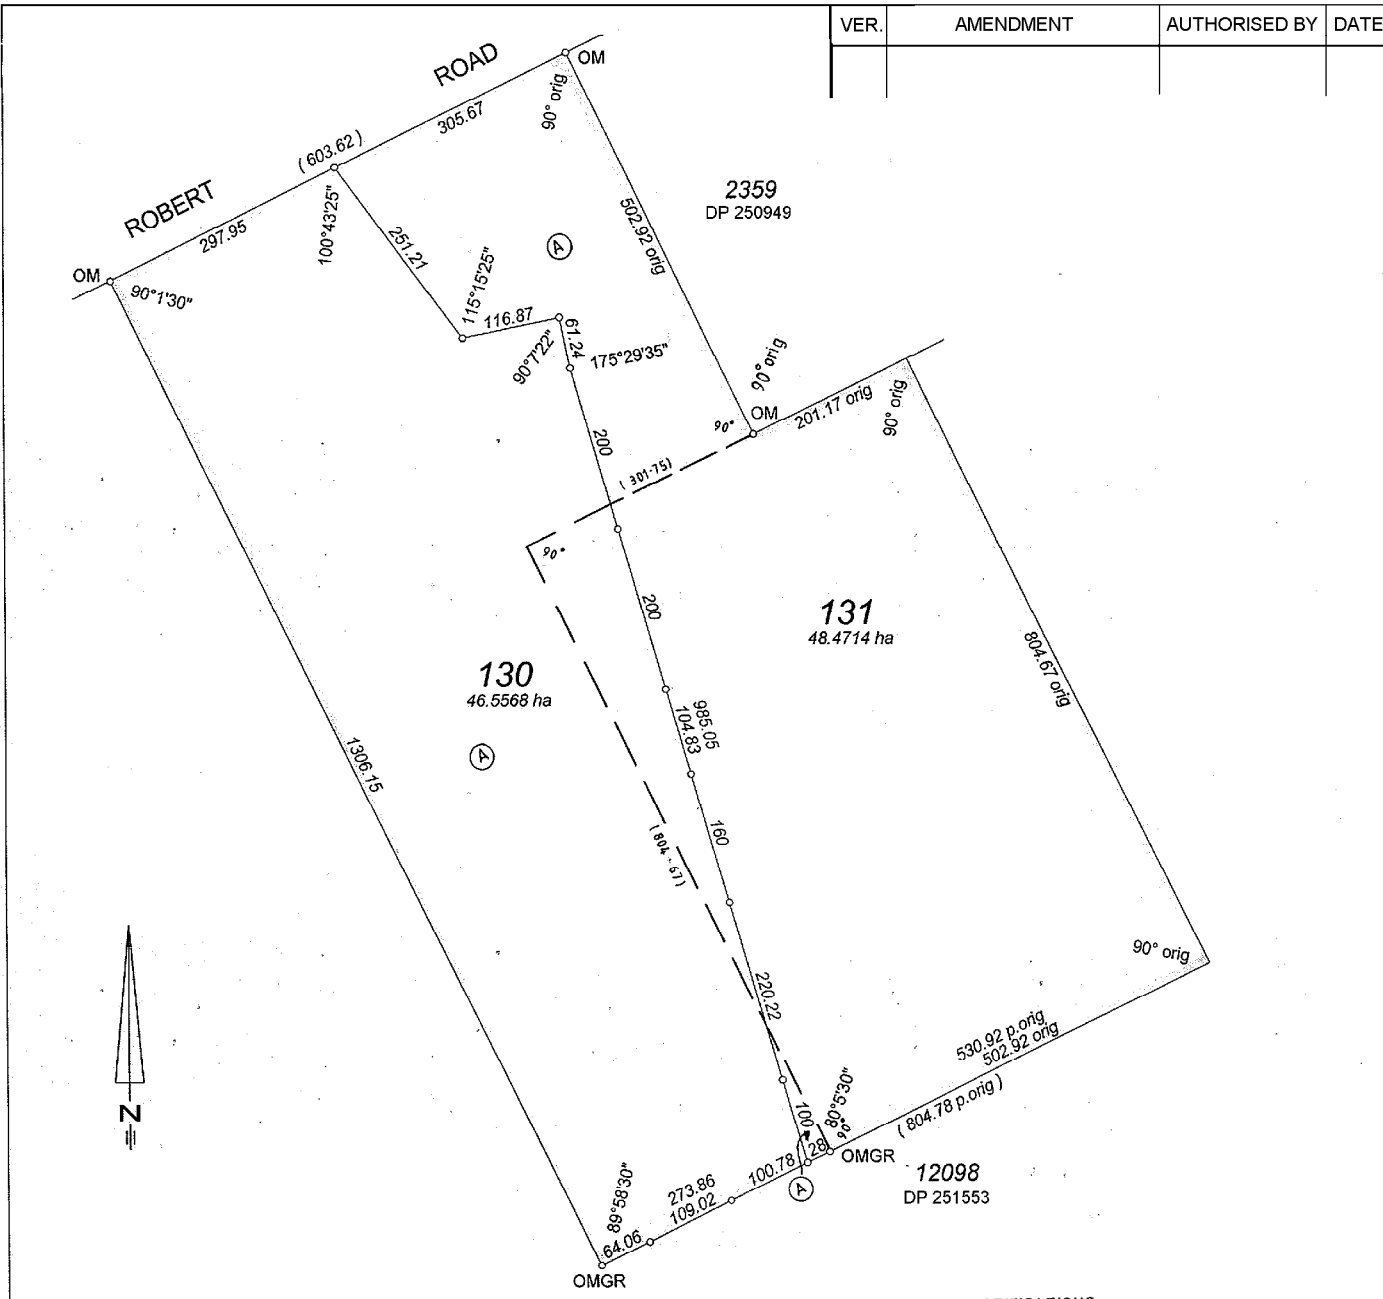 VER.
AMENDMENT
AUTHORISED BY
DATE
ROBERT ROAD
OM
90° orig
305.67
( 603.62 )
297.95
OM
90°1'30"
100°43'25"
251.21
115°15'25"
A
502.92 orig
2359
DP 250949
116.87
61.24
90°7'22"
175°29'35"
90° orig
OM
90°
201.17 orig
90° orig
200
( 301·75)
90°
200
131
48.4714 ha
130
46.5568 ha
A
985.05
104.83
804.67 orig
1306.15
160
(804·67)
220.22
90° orig
530.92 p.orig
502.92 orig
( 804.78 p.orig )
100
80°5'30"
90°
28
OMGR
100.78
A
12098
DP 251553
273.86
109.02
89°58'30"
64.06
OMGR
N